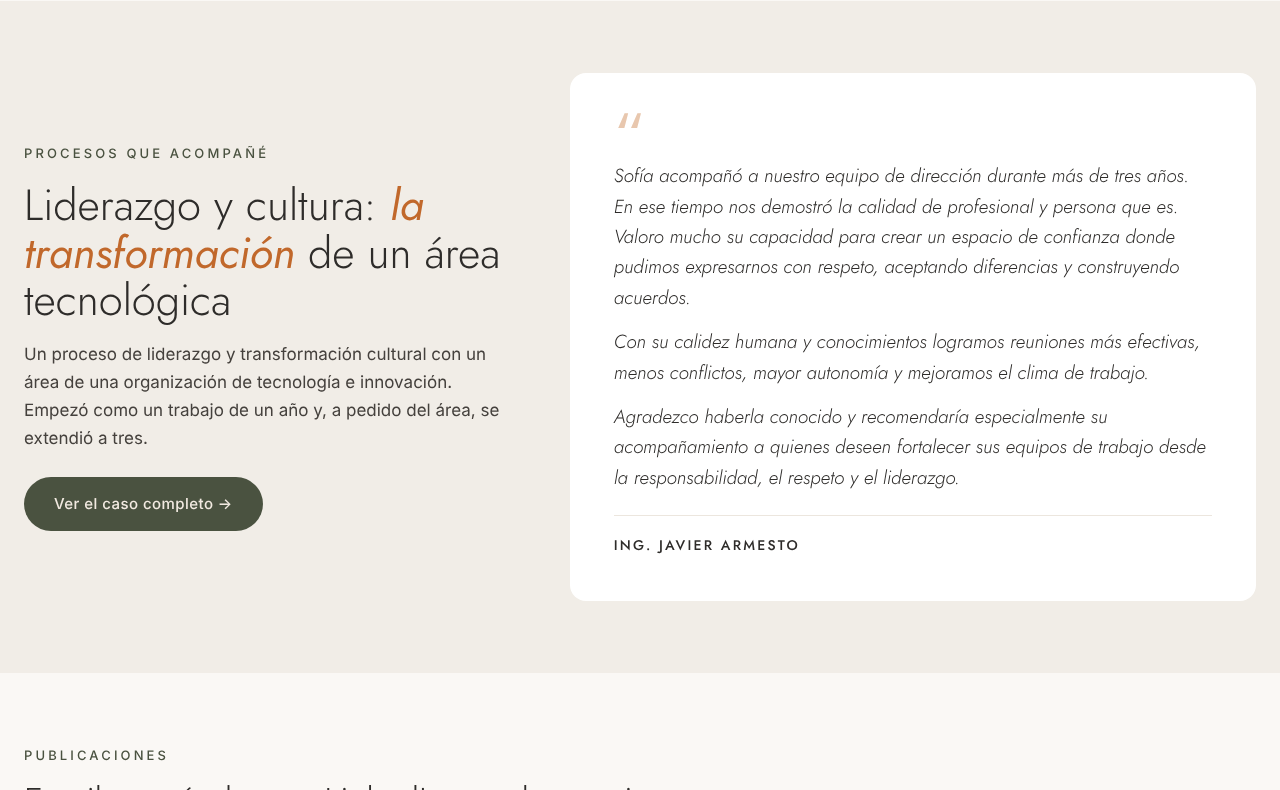 PROCESOS QUE ACOMPAÑÉ
Liderazgo y cultura: la
transformación de un área
tecnológica
Un proceso de liderazgo y transformación cultural con un
área de una organización de tecnología e innovación.
Empezó como un trabajo de un año y, a pedido del área, se
extendió a tres.
Ver el caso completo →
“
Sofía acompañó a nuestro equipo de dirección durante más de tres años.
En ese tiempo nos demostró la calidad de profesional y persona que es.
Valoro mucho su capacidad para crear un espacio de confianza donde
pudimos expresarnos con respeto, aceptando diferencias y construyendo
acuerdos.
Con su calidez humana y conocimientos logramos reuniones más efectivas,
menos conflictos, mayor autonomía y mejoramos el clima de trabajo.
Agradezco haberla conocido y recomendaría especialmente su
acompañamiento a quienes deseen fortalecer sus equipos de trabajo desde
la responsabilidad, el respeto y el liderazgo.
ING. JAVIER ARMESTO
PUBLICACIONES